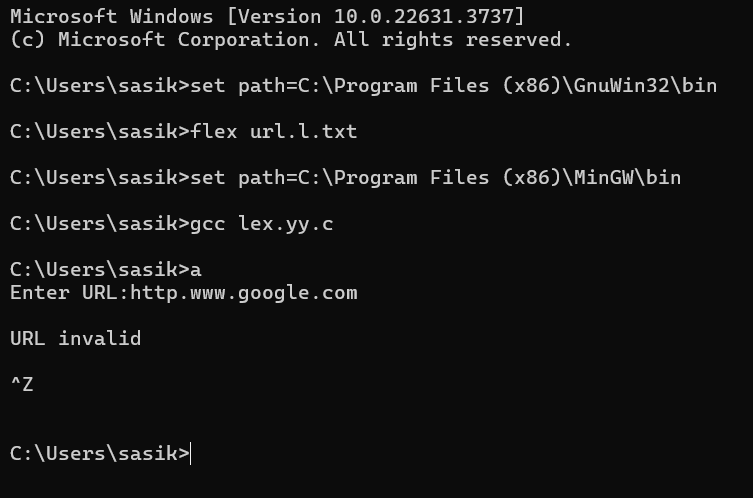 Microsoft Windows [Version 10.0.22631.3737]
(c) Microsoft Corporation. All rights reserved.
C:\Users\sasik>set path=C:\Program Files (x86)\GnuWin32\bin
C:\Users\sasik>flex url.l.txt
C:\Users\sasik>set path=C:\Program Files (x86)\MinGW\bin
C:\Users\sasik>gcc lex.yy.c
C:\Users\sasik>a
Enter URL:http.www.google.com
URL invalid
^Z
C:\Users\sasik>